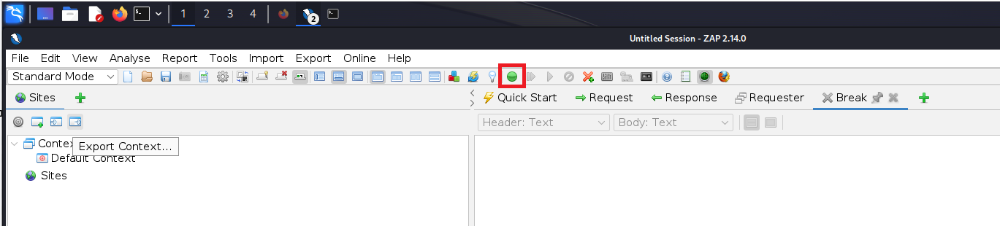 1 2 3 4 2
Untitled Session - ZAP 2.14.0
File Edit View Analyse Report Tools Import Export Online Help
Standard Mode
Sites Quick Start Request Response Requester Break
Header: Text Body: Text
Contex
Export Context...
Default Context
Sites